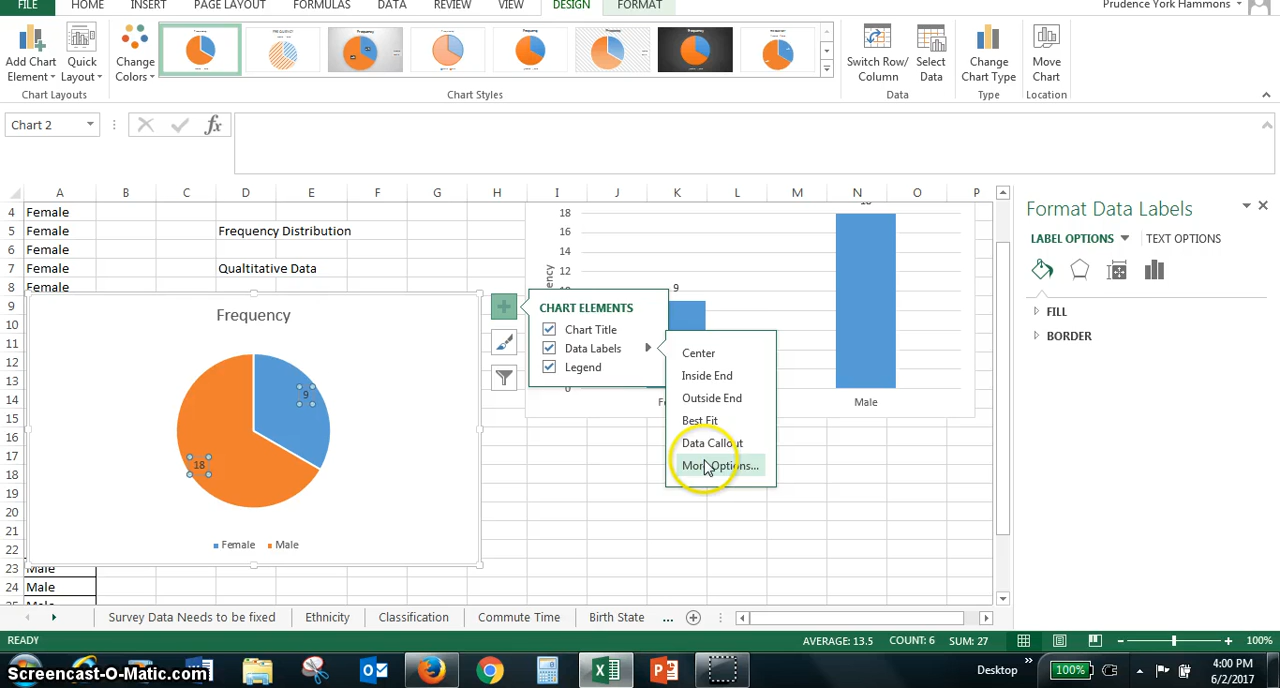 FILE HOME INSERT PAGE LAYOUT FORMULAS DATA REVIEW VIEW DESIGN FORMAT Prudence York Hammons
Add Chart Element
Quick Layout
Change Colors
Switch Row/ Column
Select Data
Change Chart Type
Move Chart
Chart Layouts Chart Styles Data Type Location
Chart 2 fx
A B C D E F G H I J K L M N O P
4 Female
5 Female Frequency Distribution
6 Female
7 Female Qualtitative Data
8 Female
9
10
11
12
13
14
15
16
17
18
19
20
21
22
23 Male
24 Male
Male
Frequency
9
18
Female Male
CHART ELEMENTS
Chart Title
Data Labels
Legend
Center
Inside End
Outside End
Best Fit
Data Callout
More Options...
18
16
14
12
10
0
9
Male
Format Data Labels
LABEL OPTIONS TEXT OPTIONS
FILL
BORDER
Survey Data Needs to be fixed Ethnicity Classification Commute Time Birth State ...
READY AVERAGE: 13.5 COUNT: 6 SUM: 27 100%
Screencast-O-Matic.com
Desktop 100% 4:00 PM
6/2/2017